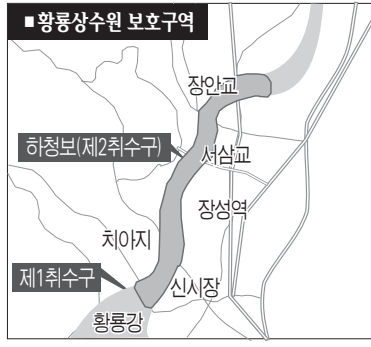 ■황룡상수원 보호구역
장안교
하청보(제2취수구)
서삼교
장성역
치아지
제1취수구
신시장
황룡강